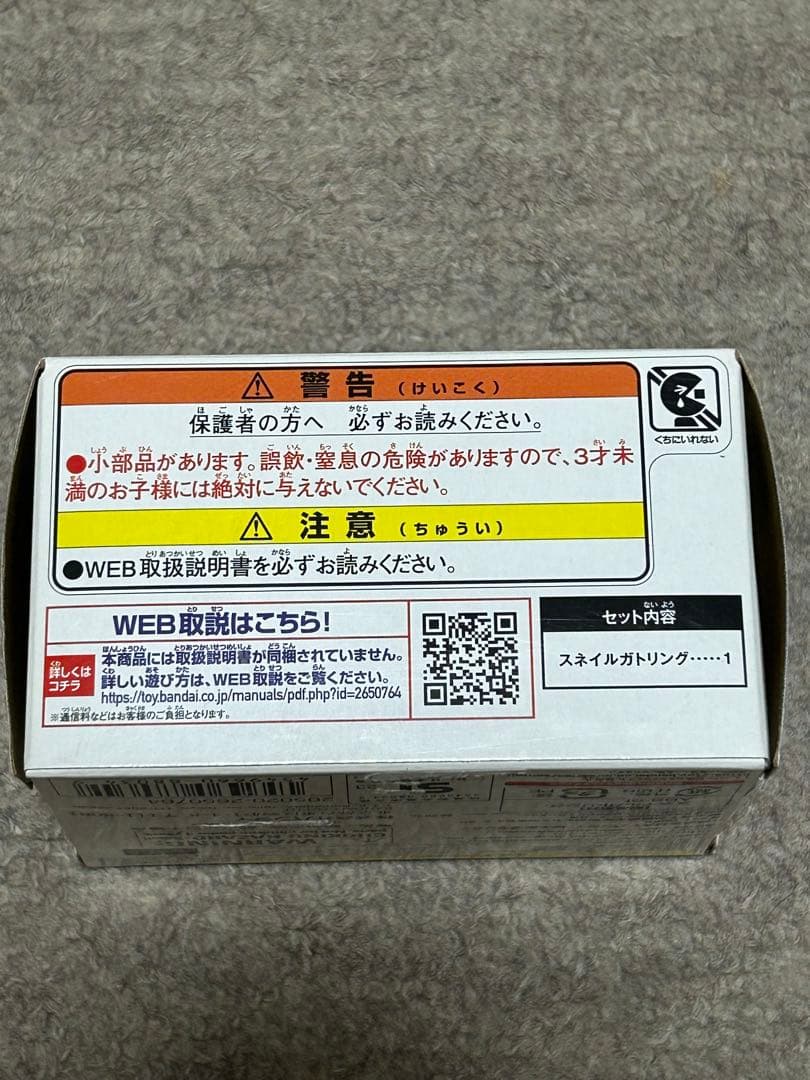 警告（けいこく）
保護者の方へ 必ずお読みください。
●小部品があります。誤飲・窒息の危険がありますので、3才未
満のお子様には絶対に与えないでください。
注意（ちゅうい）
●WEB取扱説明書を必ずお読みください。
くちにいれない
WEB取説はこちら!
詳しくは
コチラ
本商品には取扱説明書が同梱されていません。
詳しい遊び方は、WEB取説をご覧ください。
https://toy.bandai.co.jp/manuals/pdf.php?id=2650764
※通信料などはお客様のご負担となります。
セット内容
スネイルガトリング・・・・・1
WARNING: